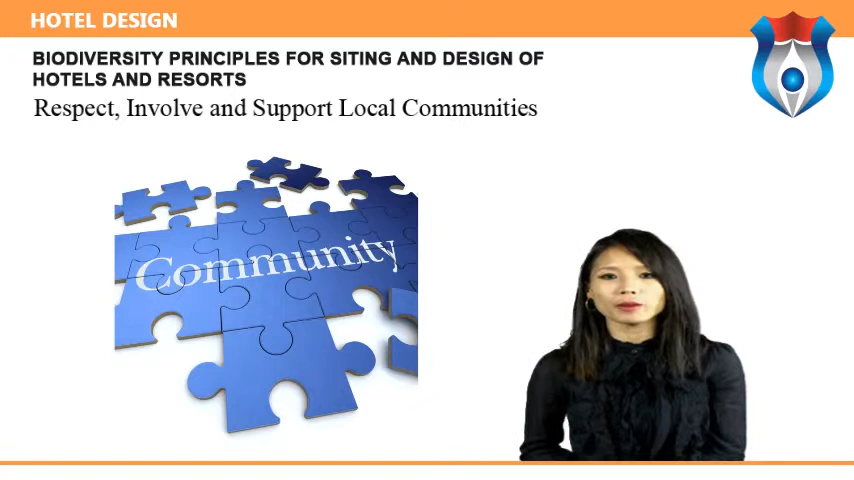 HOTEL DESIGN
BIODIVERSITY PRINCIPLES FOR SITING AND DESIGN OF
HOTELS AND RESORTS
Respect, Involve and Support Local Communities
Community